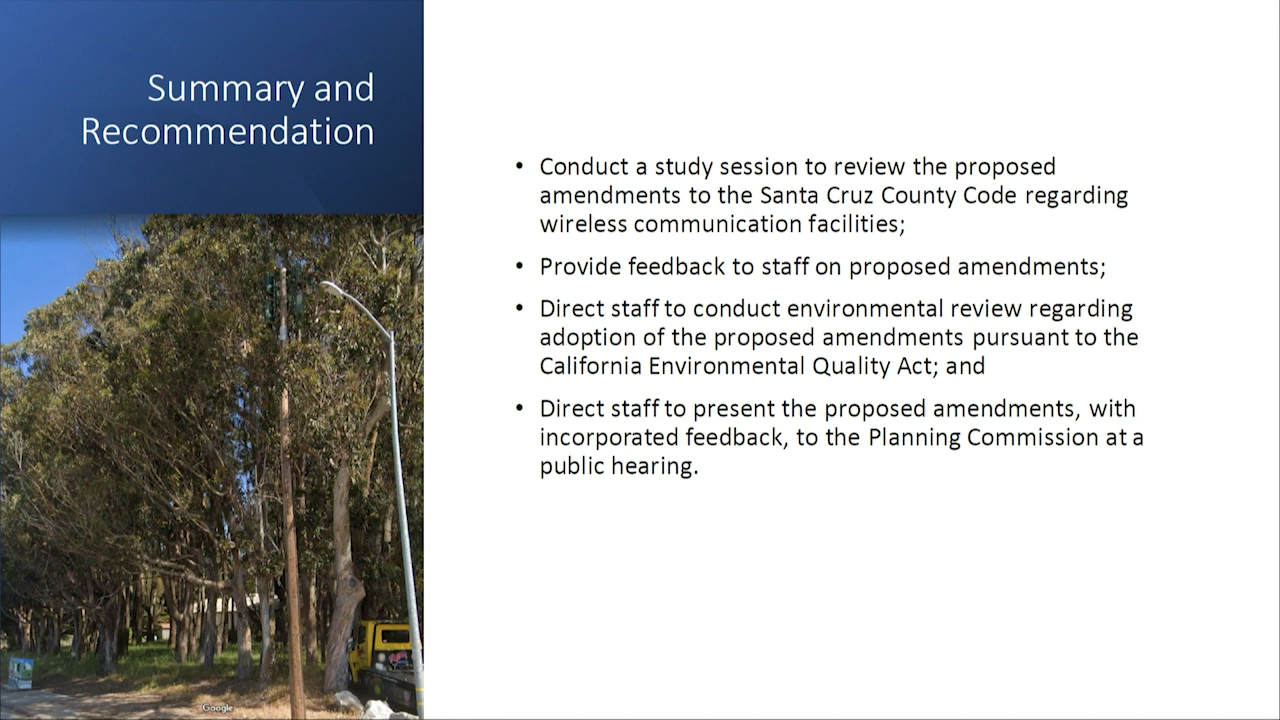 Summary and
Recommendation
• Conduct a study session to review the proposed
amendments to the Santa Cruz County Code regarding
wireless communication facilities;
• Provide feedback to staff on proposed amendments;
• Direct staff to conduct environmental review regarding
adoption of the proposed amendments pursuant to the
California Environmental Quality Act; and
• Direct staff to present the proposed amendments, with
incorporated feedback, to the Planning Commission at a
public hearing.
Google